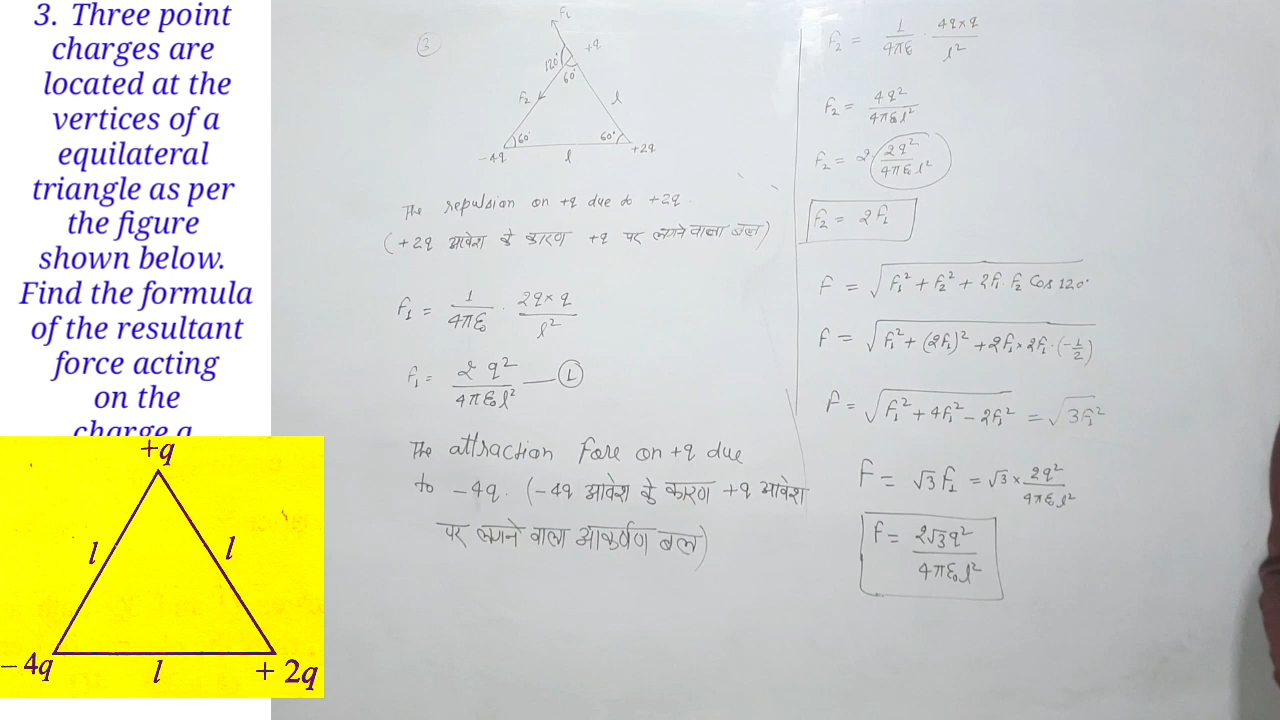 3. Three point
charges are
located at the
vertices of a
equilateral
triangle as per
the figure
shown below.
Find the formula
of the resultant
force acting
on the
charge a
+q
l
l
- 4q
l
+ 2q
3
F₁
+q
120°
60°
F₂
l
60°
60°
-4q
l
+2q
The repulsion on +q due to +2q.
(+2q आवेश के कारण +q पर लगने वाला बल)
F₁ = 1/4πε₀ · 2q×q/l²
F₁ = 2q²/4πε₀l² — 1
The attraction Fore on +q due
to -4q. (-4q आवेश के कारण +q आवेश
पर लगने वाला आकर्षण बल)
F₂ = 1/4πε₀ · 4q×q/l²
F₂ = 4q²/4πε₀l²
F₂ = 2 2q²/4πε₀l²
F₂ = 2F₁
F = √F₁² + F₂² + 2F₁. F₂ Cos 120°
F = √F₁² + (2F₁)² + 2F₁ × 2F₁ · (-1/2)
F = √F₁² + 4F₁² - 2F₁² = √3F₁²
F = √3 F₁ = √3 × 2q²/4πε₀l²
F = 2√3q²/4πε₀l²